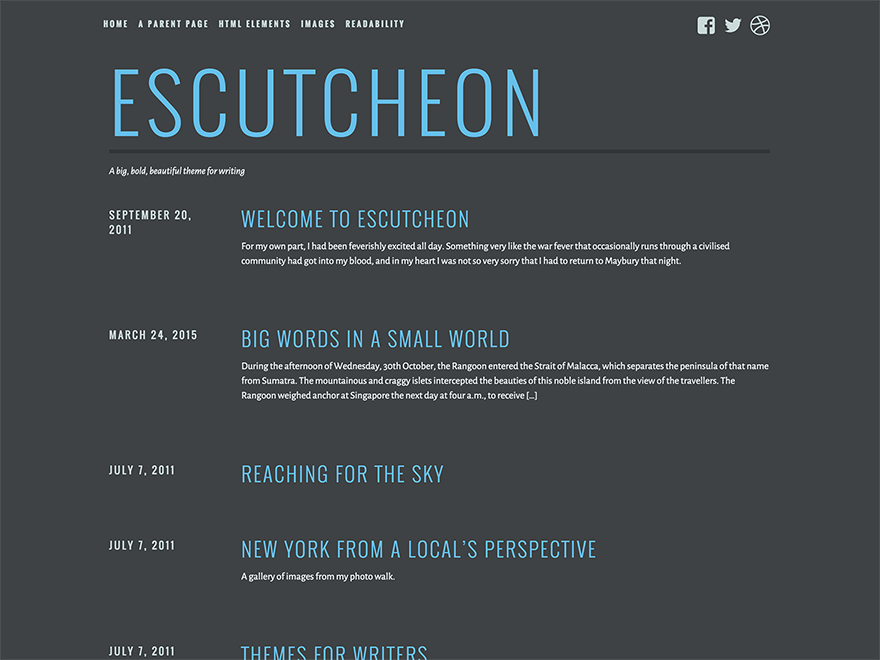 HOME A PARENT PAGE HTML ELEMENTS IMAGES READABILITY
ESCUTCHEON
A big, bold, beautiful theme for writing
SEPTEMBER 20,
2011
WELCOME TO ESCUTCHEON
For my own part, I had been feverishly excited all day. Something very like the war fever that occasionally runs through a civilised
community had got into my blood, and in my heart I was not so very sorry that I had to return to Maybury that night.
MARCH 24, 2015
BIG WORDS IN A SMALL WORLD
During the afternoon of Wednesday, 30th October, the Rangoon entered the Strait of Malacca, which separates the peninsula of that name
from Sumatra. The mountainous and craggy islets intercepted the beauties of this noble island from the view of the travellers. The
Rangoon weighed anchor at Singapore the next day at four a.m., to receive [...]
JULY 7, 2011
REACHING FOR THE SKY
JULY 7, 2011
NEW YORK FROM A LOCAL'S PERSPECTIVE
A gallery of images from my photo walk.
JULY 7, 2011
THEMES FOR WRITERS